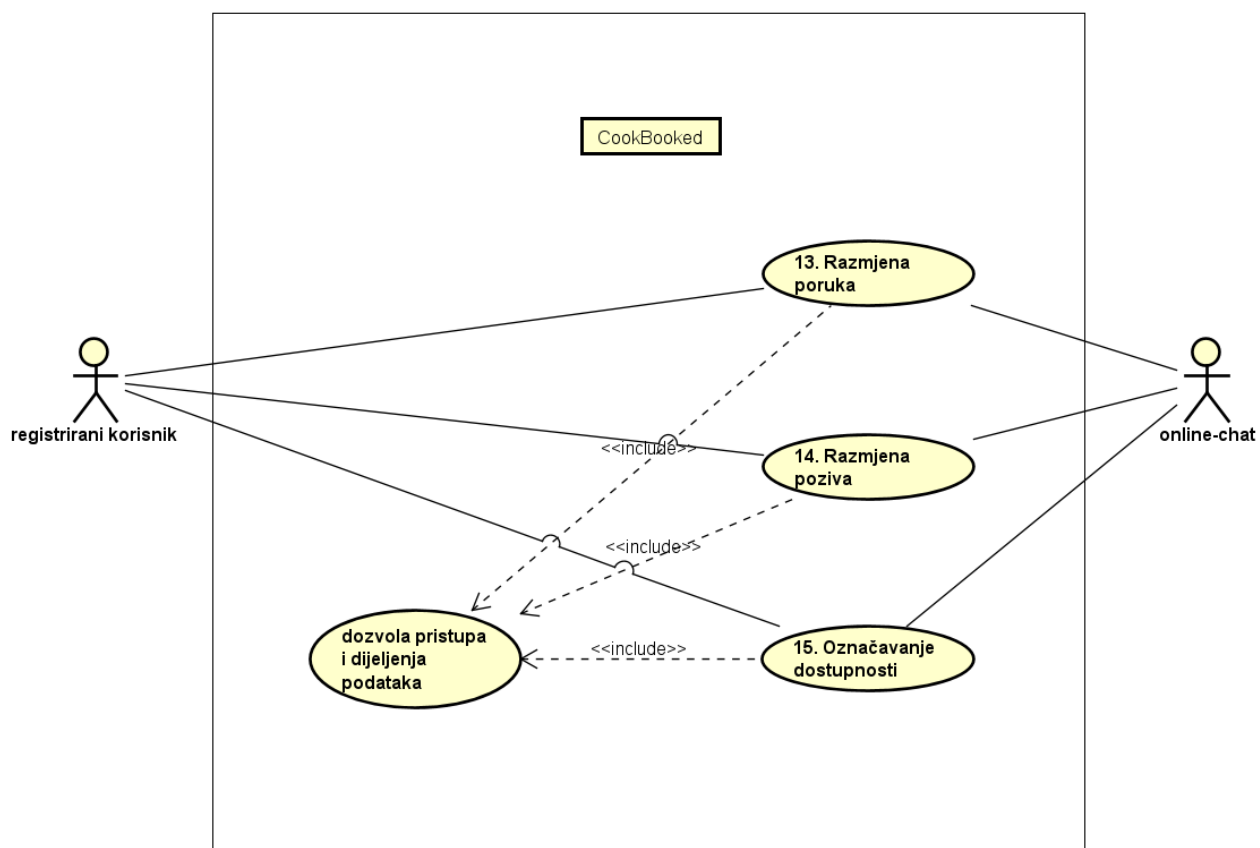 CookBooked
13. Razmjena
poruka
registrirani korisnik
online-chat
<<include>>
14. Razmjena
poziva
<<include>>
dozvola pristupa
i dijeljenja
podataka
<<include>>
15. Označavanje
dostupnosti